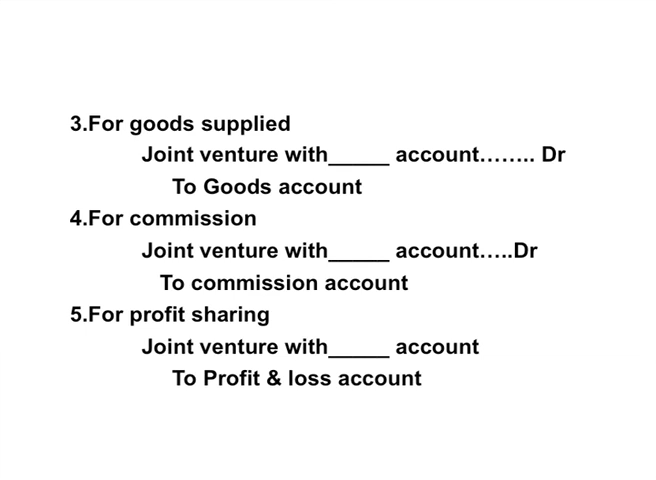 3.For goods supplied
Joint venture with_____ account…….. Dr
To Goods account
4.For commission
Joint venture with_____ account…..Dr
To commission account
5.For profit sharing
Joint venture with_____ account
To Profit & loss account